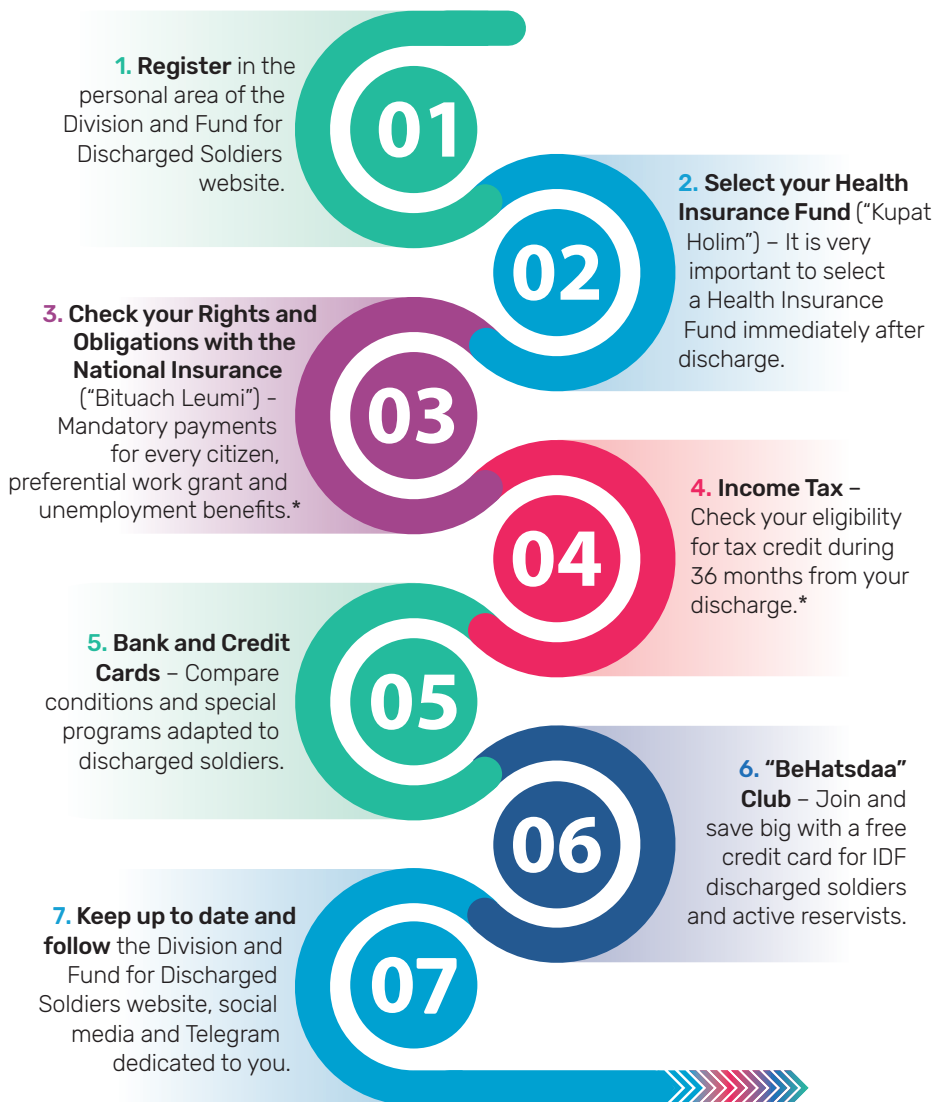 01
1. Register in the
personal area of the
Division and Fund for
Discharged Soldiers
website.
02
2. Select your Health
Insurance Fund (“Kupat
Holim”) – It is very
important to select
a Health Insurance
Fund immediately after
discharge.
03
3. Check your Rights and
Obligations with the
National Insurance
(“Bituach Leumi”) -
Mandatory payments
for every citizen,
preferential work grant and
unemployment benefits.*
04
4. Income Tax –
Check your eligibility
for tax credit during
36 months from your
discharge.*
05
5. Bank and Credit
Cards – Compare
conditions and special
programs adapted to
discharged soldiers.
06
6. “BeHatsdaa”
Club – Join and
save big with a free
credit card for IDF
discharged soldiers
and active reservists.
07
7. Keep up to date and
follow the Division and
Fund for Discharged
Soldiers website, social
media and Telegram
dedicated to you.